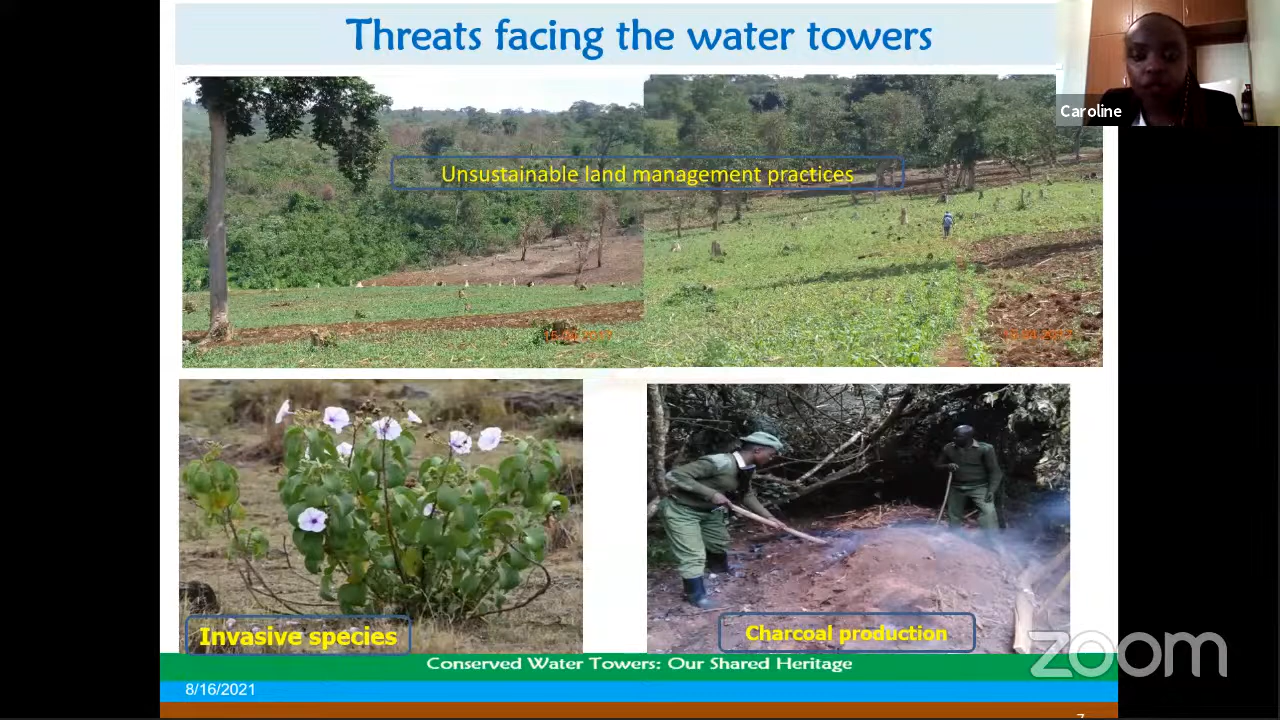 Threats facing the water towers
Caroline
Unsustainable land management practices
Invasive species
Charcoal production
Conserved Water Towers: Our Shared Heritage
zoom
8/16/2021
7